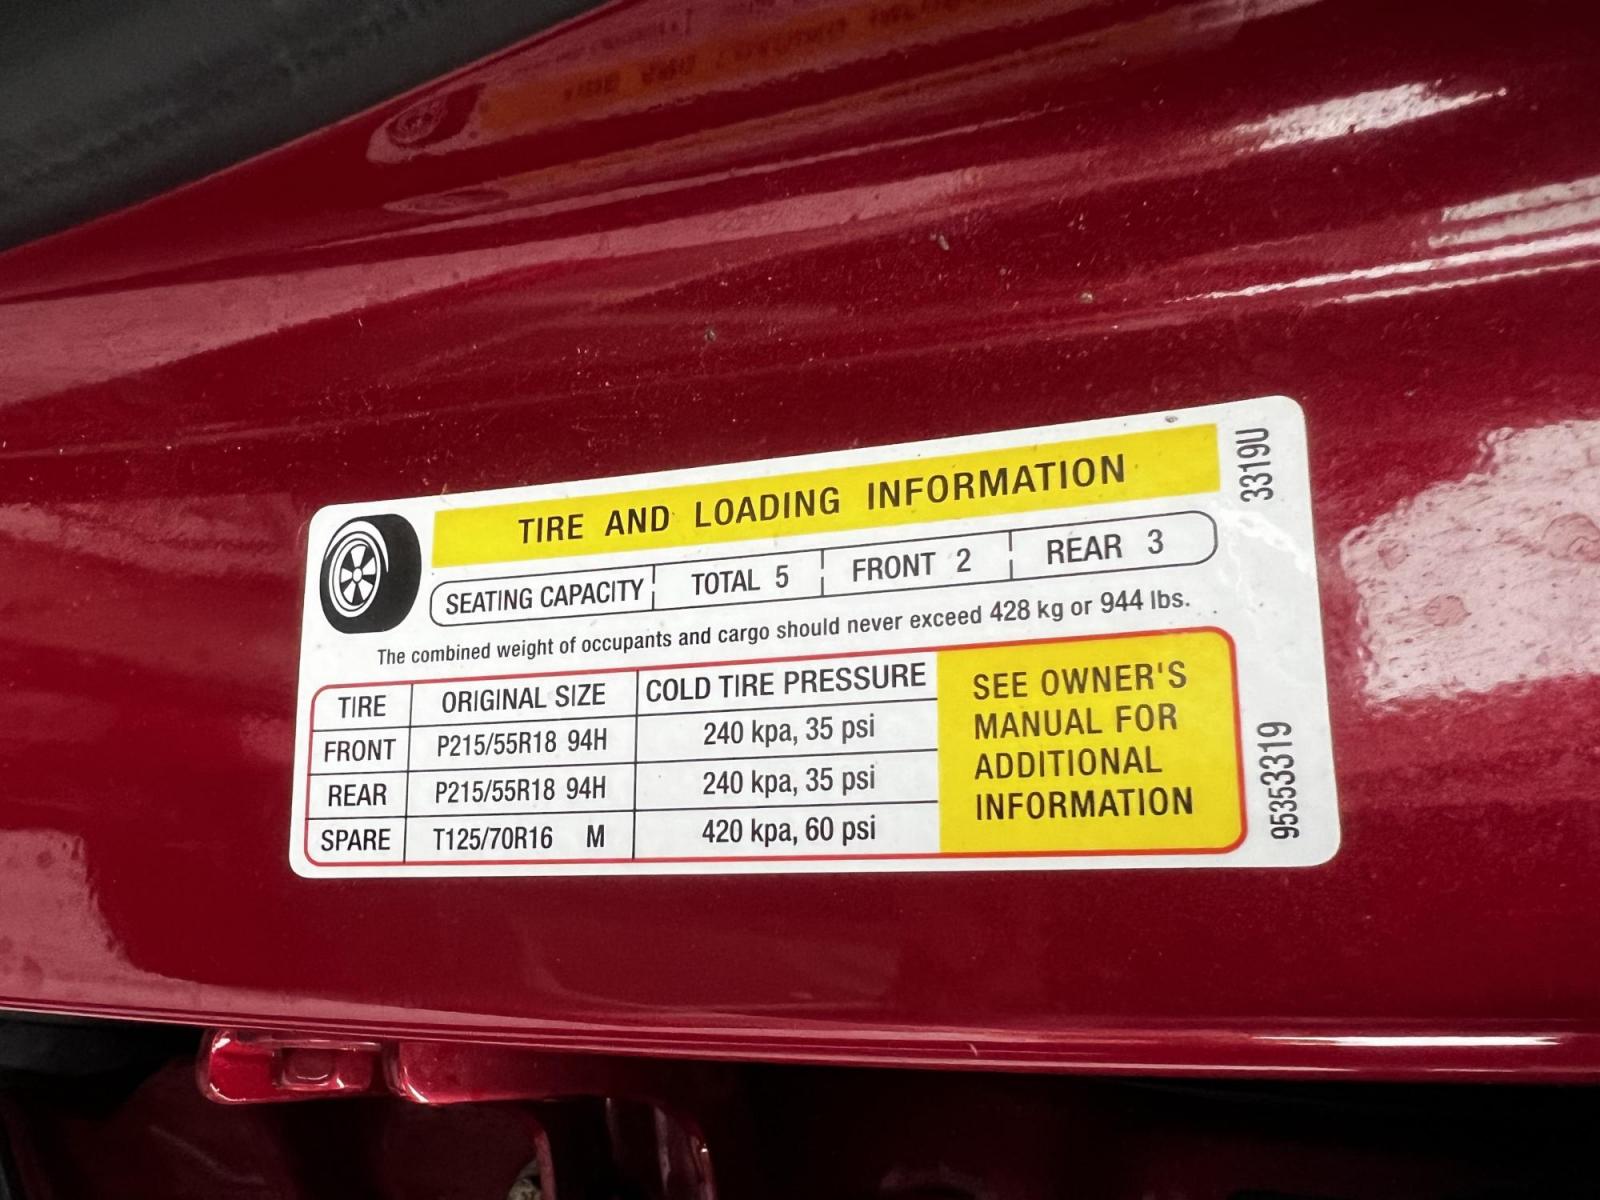 TIRE AND LOADING INFORMATION
SEATING CAPACITY TOTAL 5 FRONT 2 REAR 3
The combined weight of occupants and cargo should never exceed 428 kg or 944 lbs.
TIRE ORIGINAL SIZE COLD TIRE PRESSURE
FRONT P215/55R18 94H 240 kpa, 35 psi
REAR P215/55R18 94H 240 kpa, 35 psi
SPARE T125/70R16 M 420 kpa, 60 psi
SEE OWNER'S
MANUAL FOR
ADDITIONAL
INFORMATION
3319U
95353319